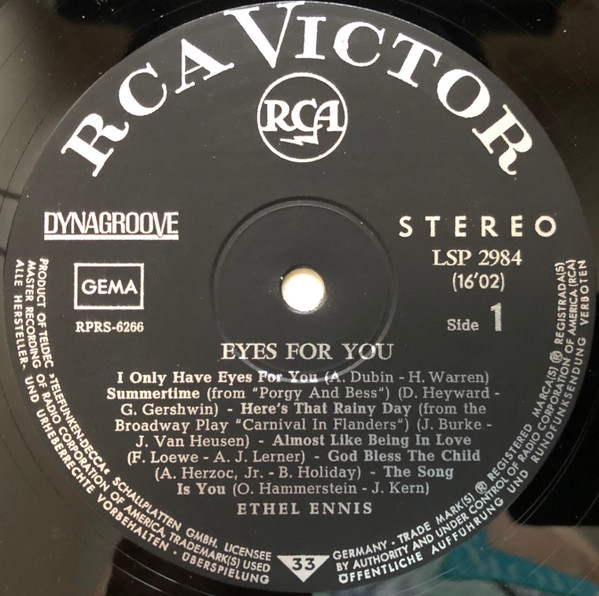 RCA VICTOR
RCA
DYNAGROOVE
STEREO
LSP 2984
(16'02)
GEMA
RPRS-6266
Side 1
EYES FOR YOU
I Only Have Eyes For You (A. Dubin - H. Warren)
Summertime (from "Porgy And Bess") (D. Heyward -
G. Gershwin) - Here's That Rainy Day (from the
Broadway Play "Carnival In Flanders") (J. Burke -
J. Van Heusen) - Almost Like Being In Love
(F. Loewe - A. J. Lerner) - God Bless The Child
(A. Herzoc, Jr. - B. Holiday) - The Song
Is You (O. Hammerstein - J. Kern)
ETHEL ENNIS
33
PRODUCT OF TELDEC »TELEFUNKEN-DECCA« SCHALLPLATTEN GMBH, LICENSEE
MASTER RECORDING OF RADIO CORPORATION OF AMERICA, TRADEMARK(S) USED
ALLE HERSTELLER- UND URHEBERRECHTE VORBEHALTEN · ÜBERSPIELUNG
GERMANY · TRADE MARK(S) ® REGISTERED MARCA(S) ® REGISTRADA(S)
BY AUTHORITY AND UNDER CONTROL OF RADIO CORPORATION OF AMERICA (RCA)
ÖFFENTLICHE AUFFÜHRUNG UND RUNDFUNKSENDUNG VERBOTEN